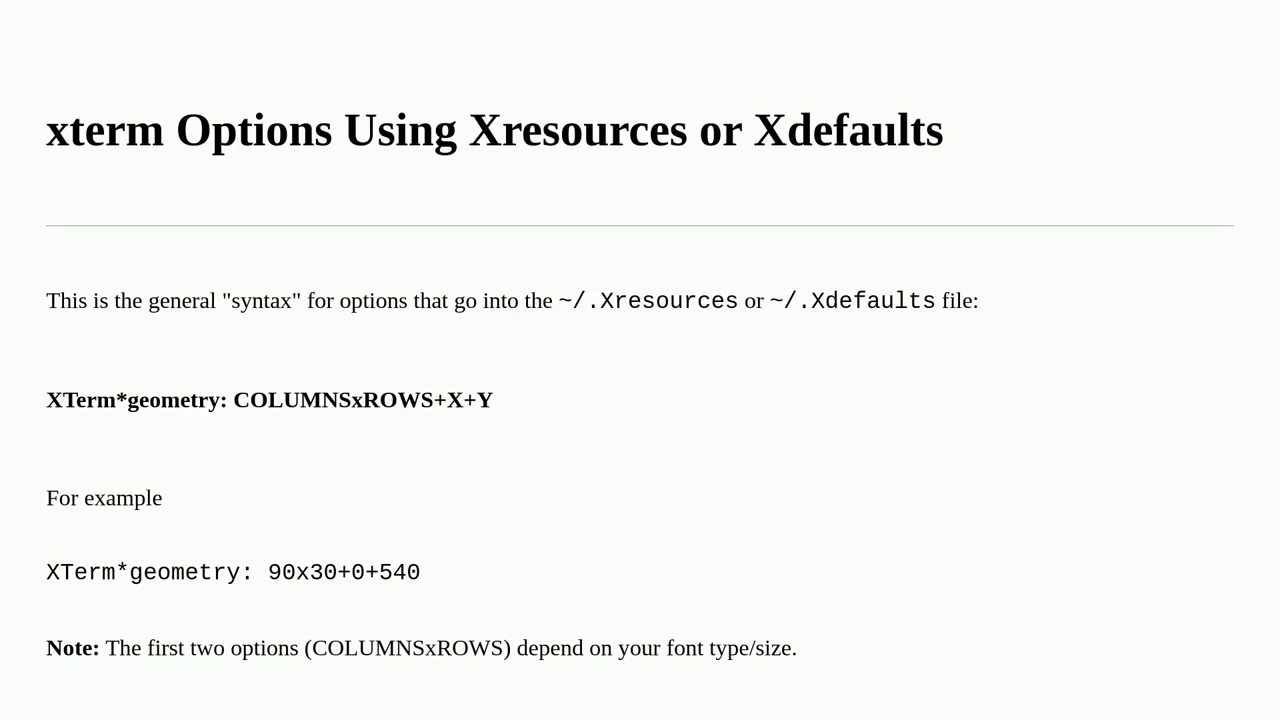 xterm Options Using Xresources or Xdefaults
This is the general "syntax" for options that go into the ~/.Xresources or ~/.Xdefaults file:
XTerm*geometry: COLUMNSxROWS+X+Y
For example
XTerm*geometry: 90x30+0+540
Note: The first two options (COLUMNSxROWS) depend on your font type/size.